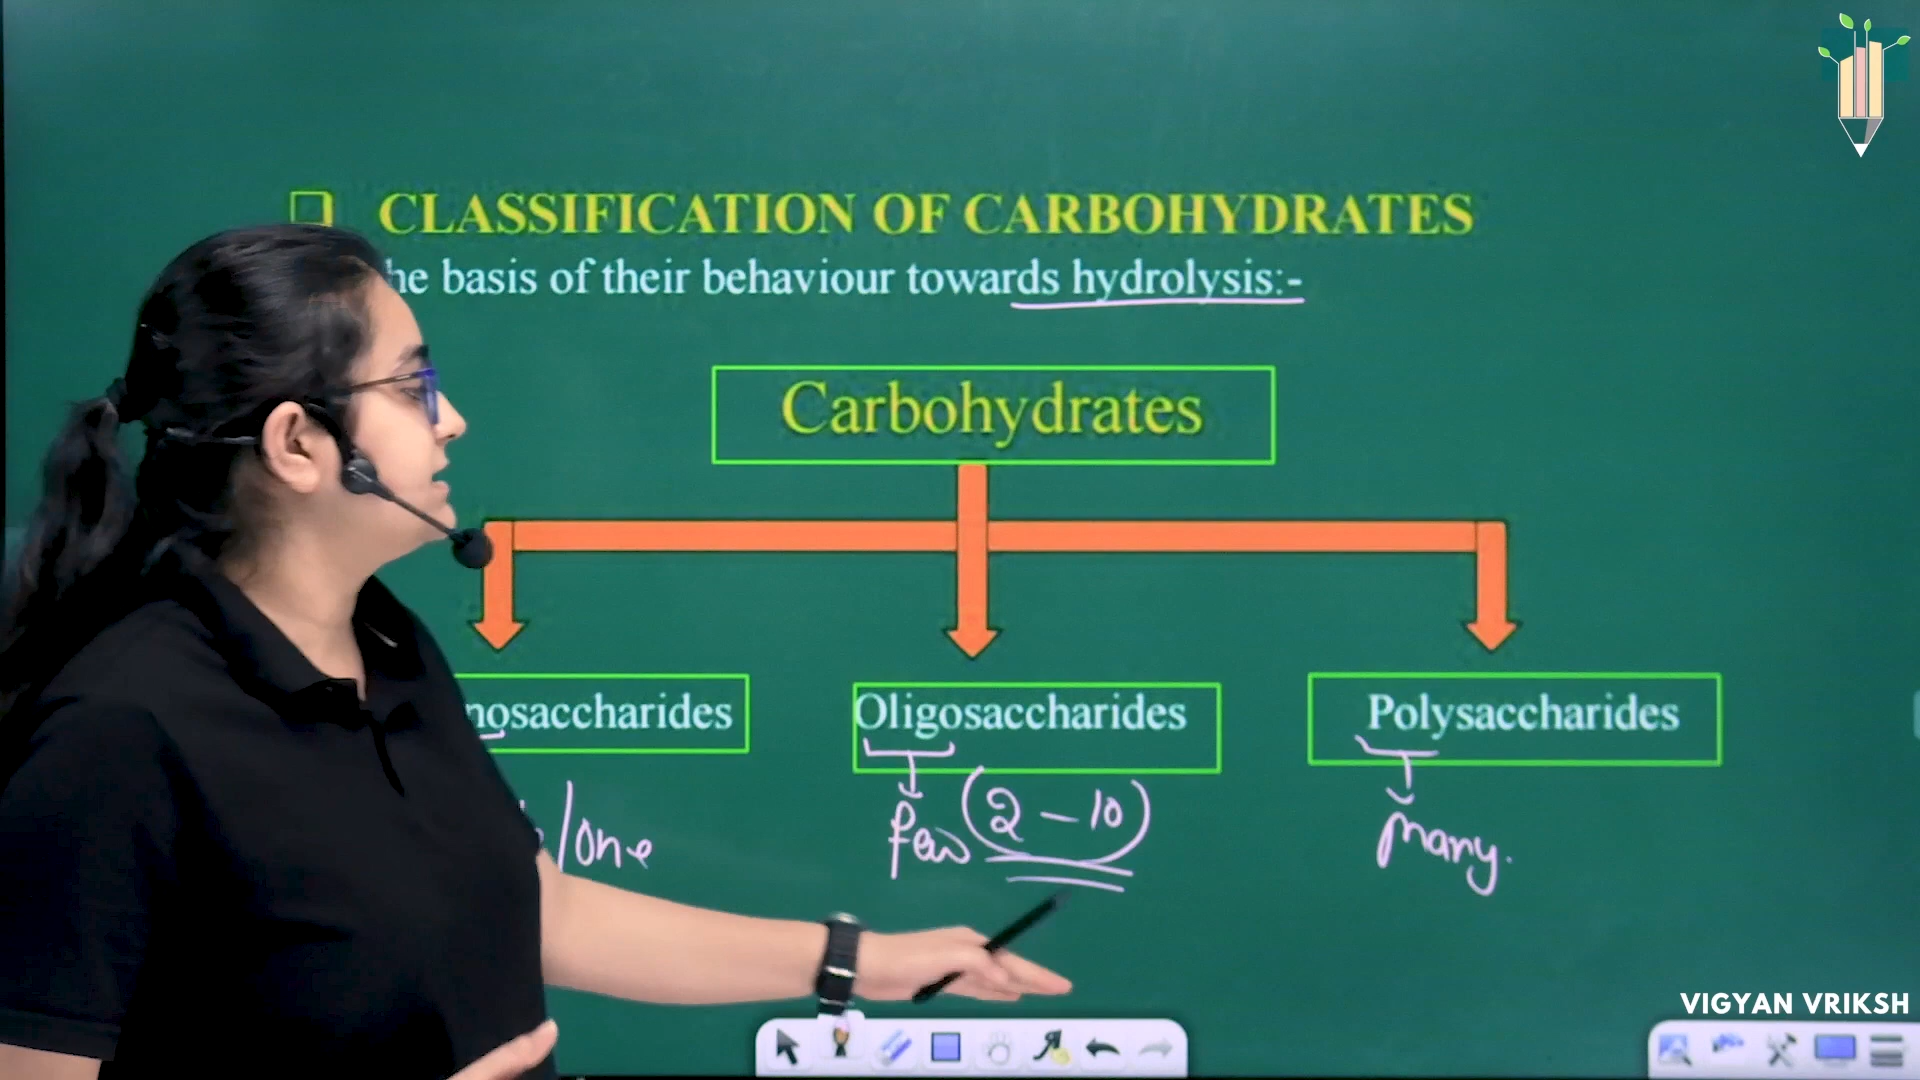 CLASSIFICATION OF CARBOHYDRATES
he basis of their behaviour towards hydrolysis:-
Carbohydrates
nosaccharides Oligosaccharides Polysaccharides
/one few (2-10) many.
VIGYAN VRIKSH